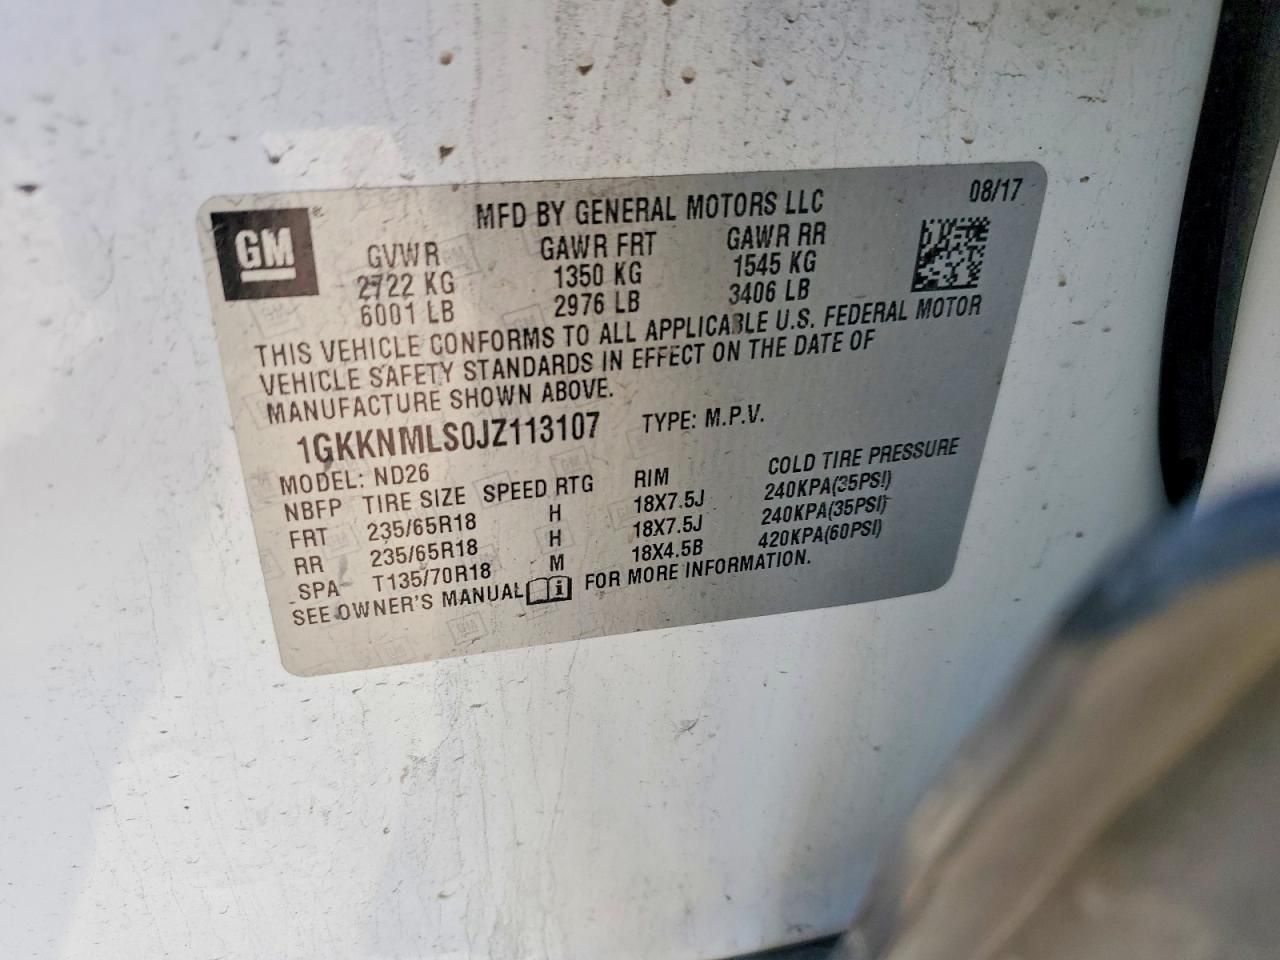 GM®
MFD BY GENERAL MOTORS LLC 08/17
GVWR GAWR FRT GAWR RR
2722 KG 1350 KG 1545 KG
6001 LB 2976 LB 3406 LB
THIS VEHICLE CONFORMS TO ALL APPLICABLE U.S. FEDERAL MOTOR
VEHICLE SAFETY STANDARDS IN EFFECT ON THE DATE OF
MANUFACTURE SHOWN ABOVE.
1GKKNMLS0JZ113107 TYPE: M.P.V.
MODEL: ND26
NBFP TIRE SIZE SPEED RTG RIM COLD TIRE PRESSURE
FRT 235/65R18 H 18X7.5J 240KPA(35PSI)
RR 235/65R18 H 18X7.5J 240KPA(35PSI)
SPA T135/70R18 M 18X4.5B 420KPA(60PSI)
SEE OWNER'S MANUAL i FOR MORE INFORMATION.